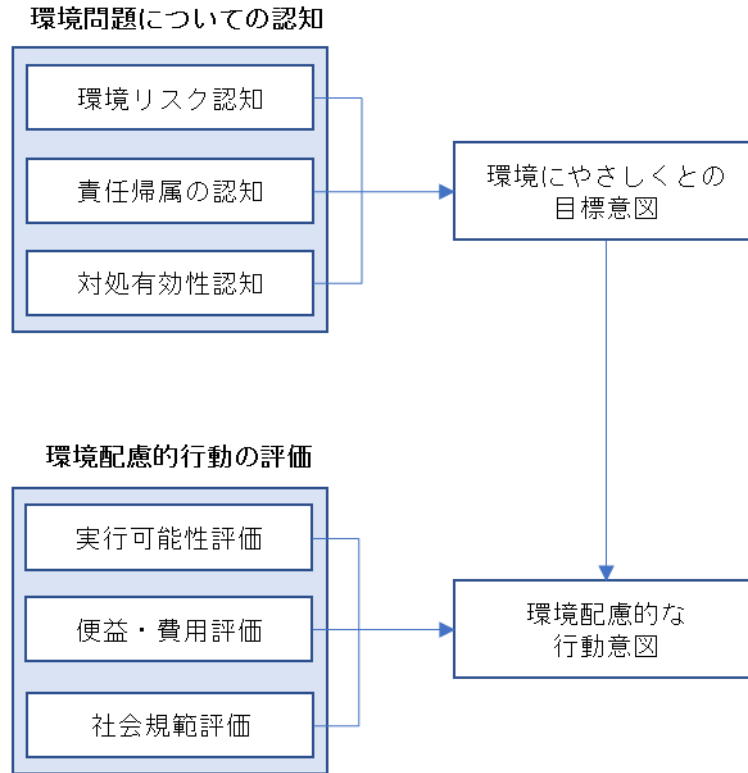 環境問題についての認知
環境リスク認知
責任帰属の認知
対処有効性認知
環境にやさしくとの
目標意図
環境配慮的行動の評価
実行可能性評価
便益・費用評価
社会規範評価
環境配慮的な
行動意図